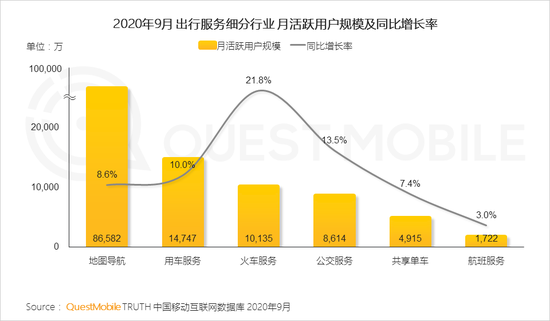 2020年9月 出行服务细分行业 月活跃用户规模及同比增长率
单位：万
月活跃用户规模 同比增长率
100,000
20,000
10,000
0
QUESTMOBILE
8.6% 10.0% 21.8% 13.5% 7.4% 3.0%
86,582 14,747 10,135 8,614 4,915 1,722
地图导航 用车服务 火车服务 公交服务 共享单车 航班服务
Source： QuestMobile TRUTH 中国移动互联网数据库 2020年9月